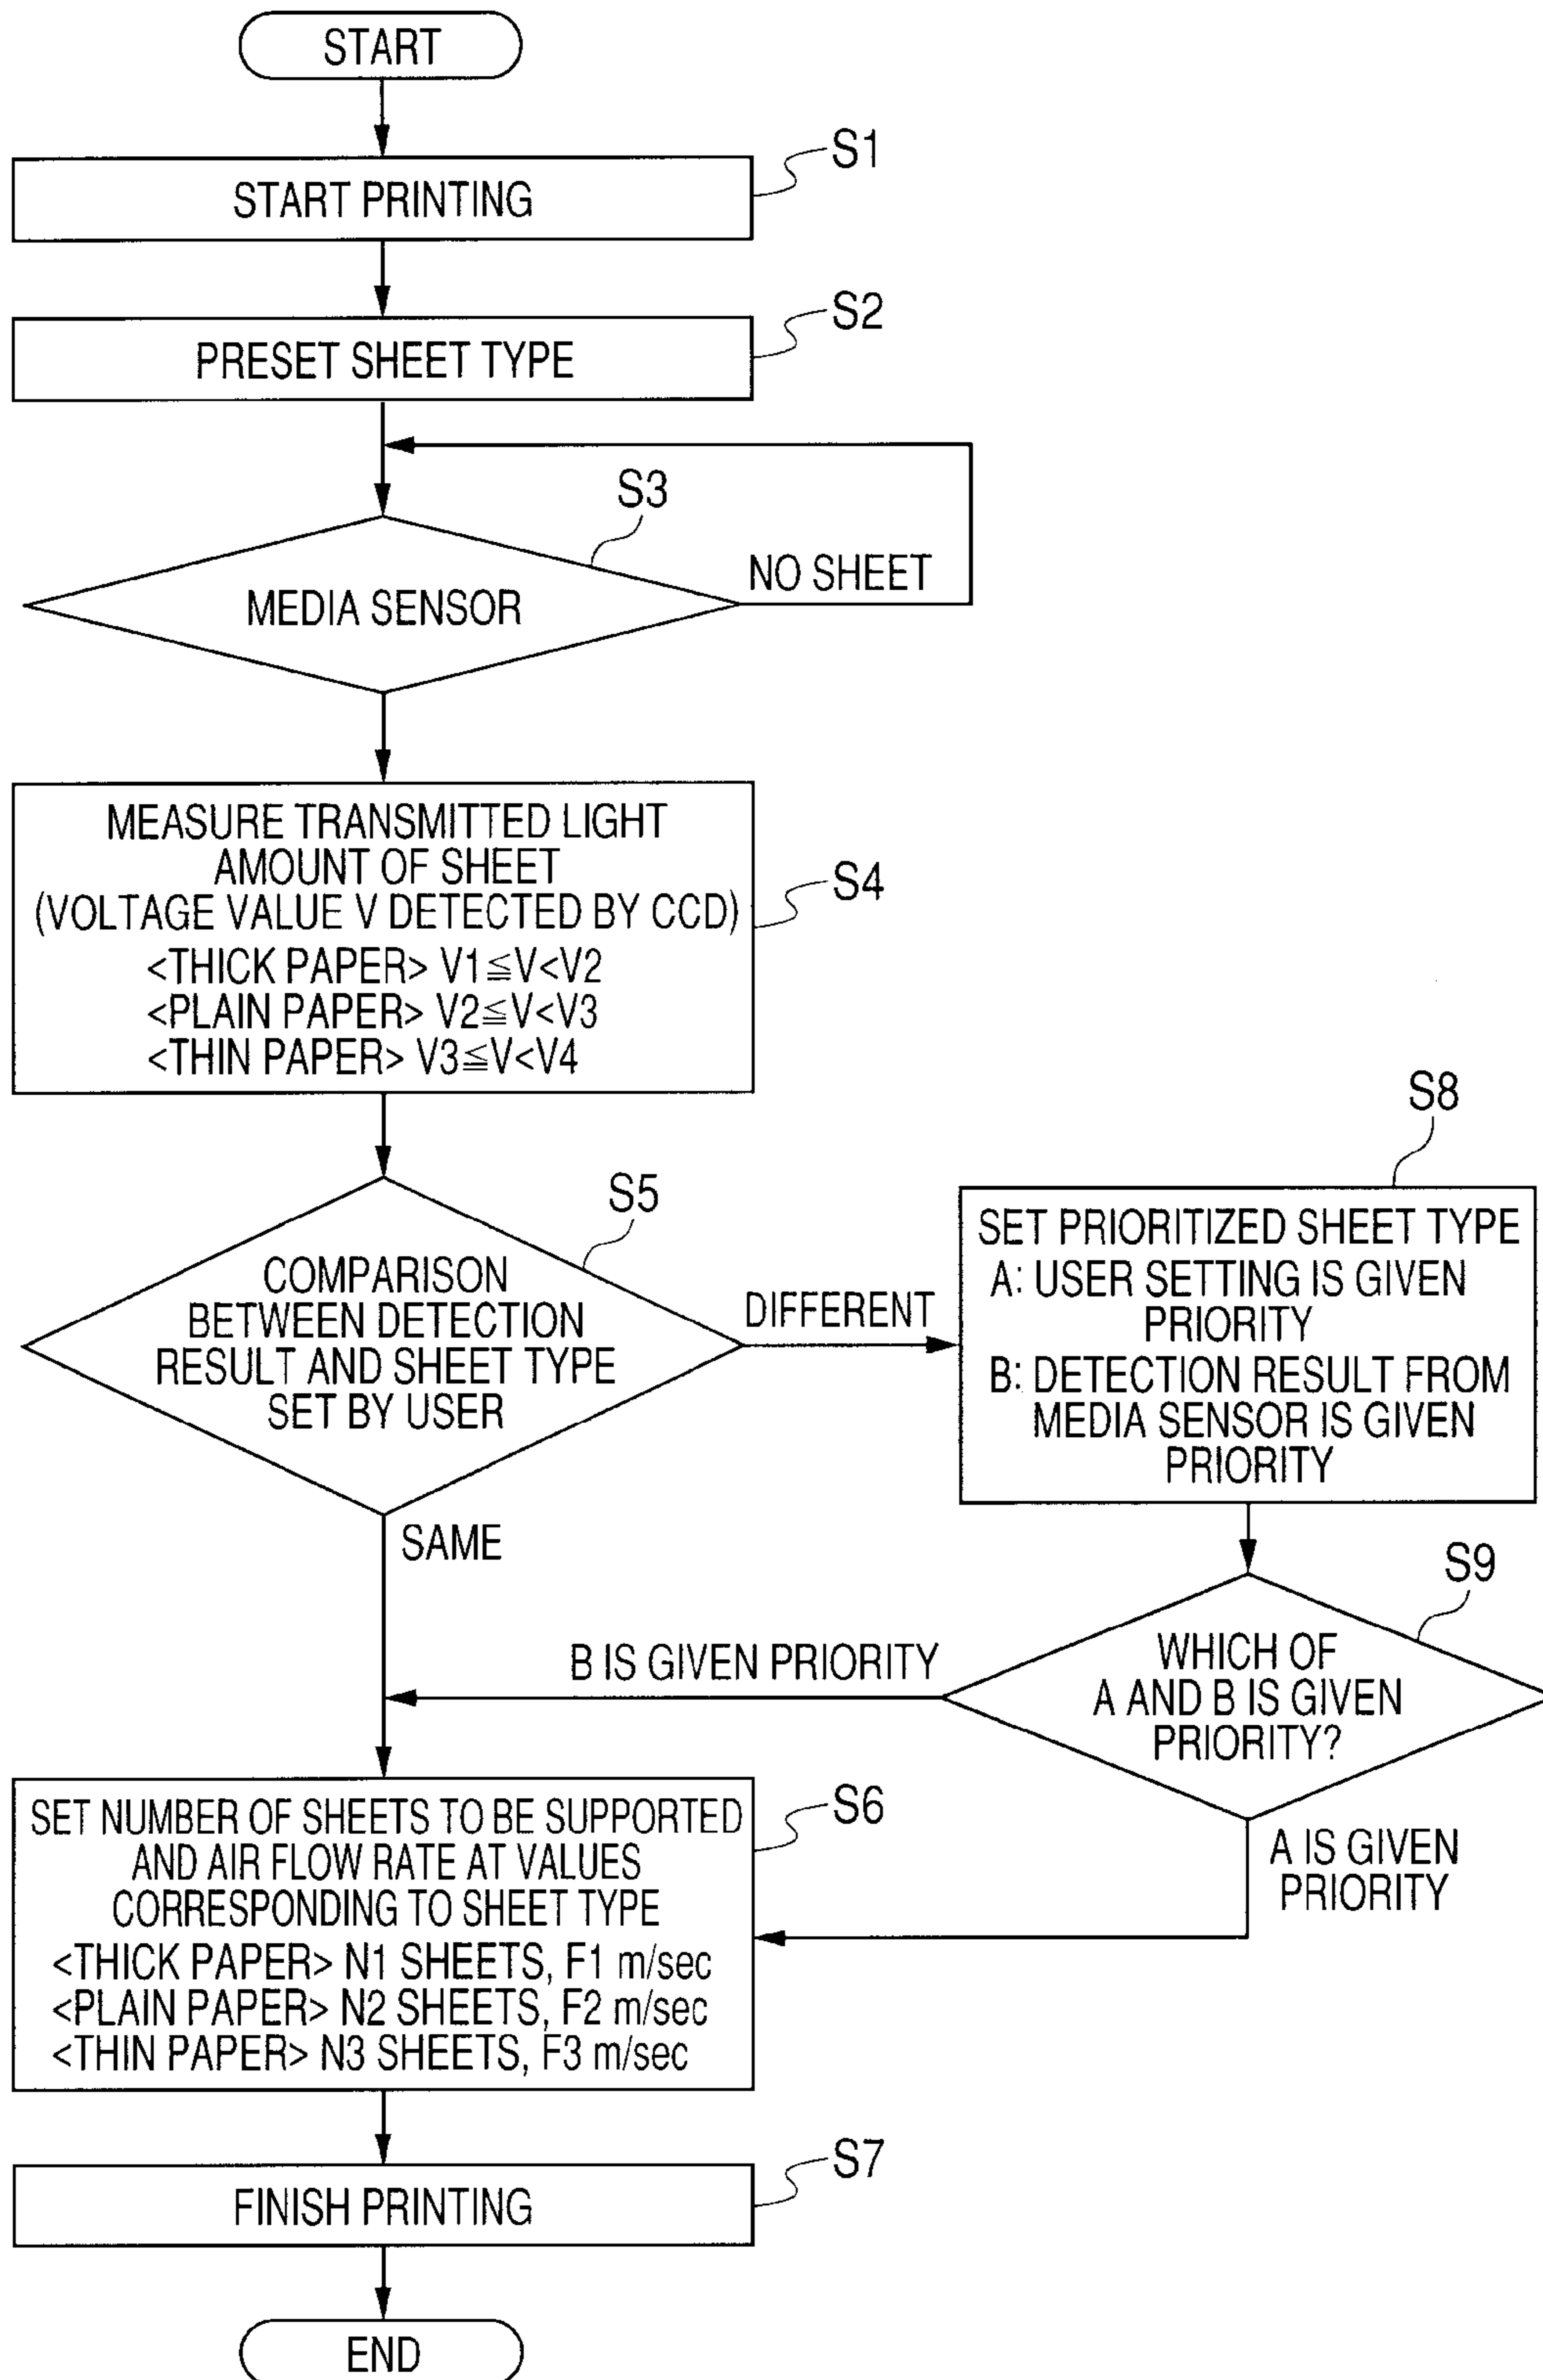 START
S1
START PRINTING
S2
PRESET SHEET TYPE
S3
NO SHEET
MEDIA SENSOR
MEASURE TRANSMITTED LIGHT
AMOUNT OF SHEET
(VOLTAGE VALUE V DETECTED BY CCD)
<THICK PAPER> V1≦V<V2
<PLAIN PAPER> V2≦V<V3
<THIN PAPER> V3≦V<V4
S4
S5
COMPARISON
BETWEEN DETECTION
RESULT AND SHEET TYPE
SET BY USER
DIFFERENT
SAME
S8
SET PRIORITIZED SHEET TYPE
A: USER SETTING IS GIVEN
PRIORITY
B: DETECTION RESULT FROM
MEDIA SENSOR IS GIVEN
PRIORITY
S9
WHICH OF
A AND B IS GIVEN
PRIORITY?
B IS GIVEN PRIORITY
A IS GIVEN
PRIORITY
S6
SET NUMBER OF SHEETS TO BE SUPPORTED
AND AIR FLOW RATE AT VALUES
CORRESPONDING TO SHEET TYPE
<THICK PAPER> N1 SHEETS, F1 m/sec
<PLAIN PAPER> N2 SHEETS, F2 m/sec
<THIN PAPER> N3 SHEETS, F3 m/sec
S7
FINISH PRINTING
END